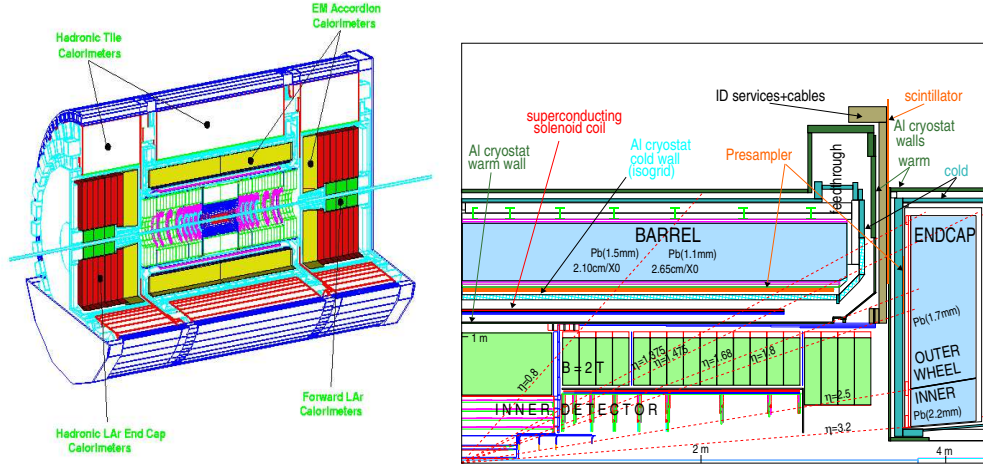 EM Accordion
Calorimeters
Hadronic Tile
Calorimeters
Forward LAr
Calorimeters
Hadronic LAr End Cap
Calorimeters
ID services+cables
scintillator
superconducting
solenoid coil
Al cryostat
walls
Al cryostat
warm wall
Al cryostat
cold wall
(isogrid)
Presampler
feedthrough
warm
cold
BARREL
Pb(1.5mm)
Pb(1.1mm)
2.10cm/X0
2.65cm/X0
ENDCAP
Pb(1.7mm)
OUTER
WHEEL
INNER
Pb(2.2mm)
1 m
η=0.8
B=2T
η=1.375
η=1.475
η=1.68
η=1.8
η=2.5
η=3.2
INNER DETECTOR
2 m
4 m